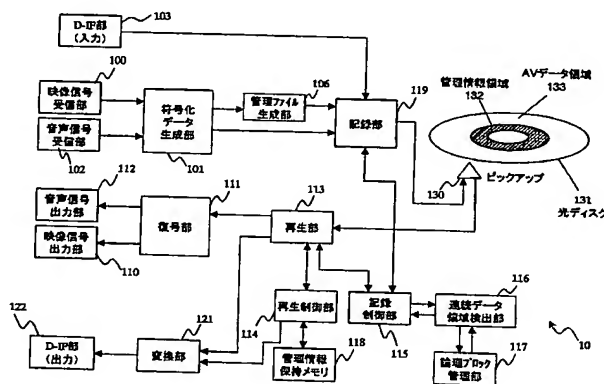 D-IF部
(入力)
103
100
映像信号
受信部
音声信号
受信部
102
符号化
データ
生成部
101
106
管理ファイル
生成部
119
記録部
AVデータ領域
133
管理情報領域
132
ピックアップ
130
131
光ディスク
112
音声信号
出力部
映像信号
出力部
110
111
復号部
113
再生部
122
D-IF部
(出力)
121
変換部
再生制御部
114
管理情報
保持メモリ
118
記録
制御部
115
116
連続データ
領域検出部
論理ブロック
管理部
117
10